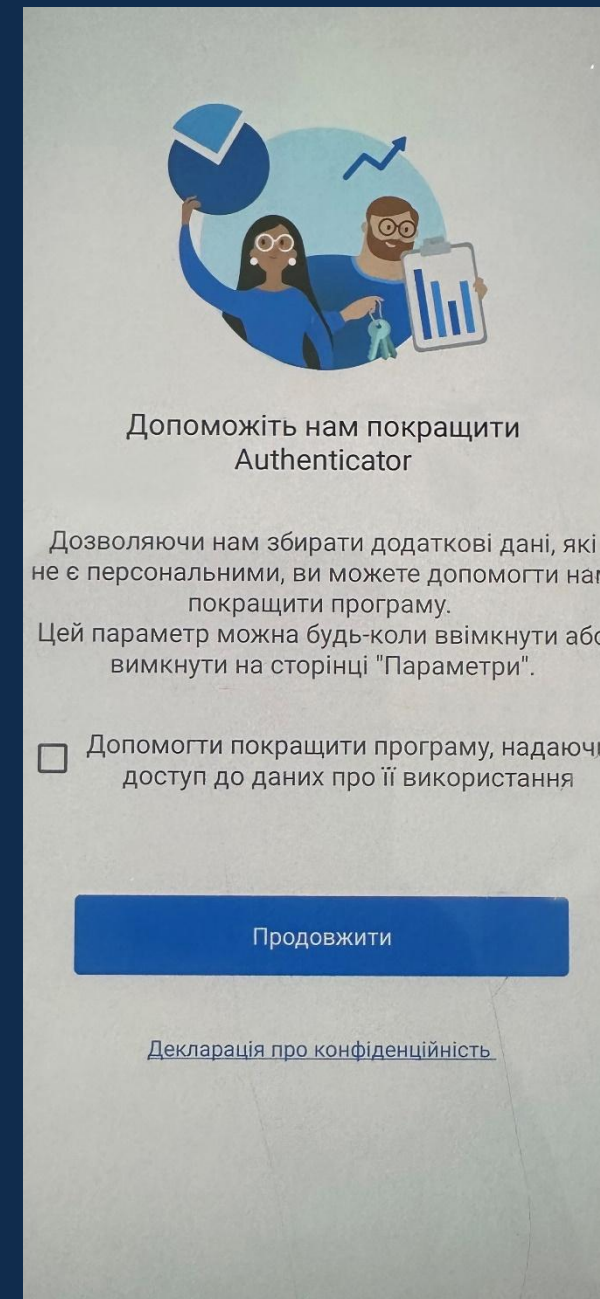 Допоможіть нам покращити
Authenticator
Дозволяючи нам збирати додаткові дані, які
не є персональними, ви можете допомогти нам
покращити програму.
Цей параметр можна будь-коли ввімкнути або
вимкнути на сторінці "Параметри".
Допомогти покращити програму, надаючи
доступ до даних про її використання
Продовжити
Декларація про конфіденційність